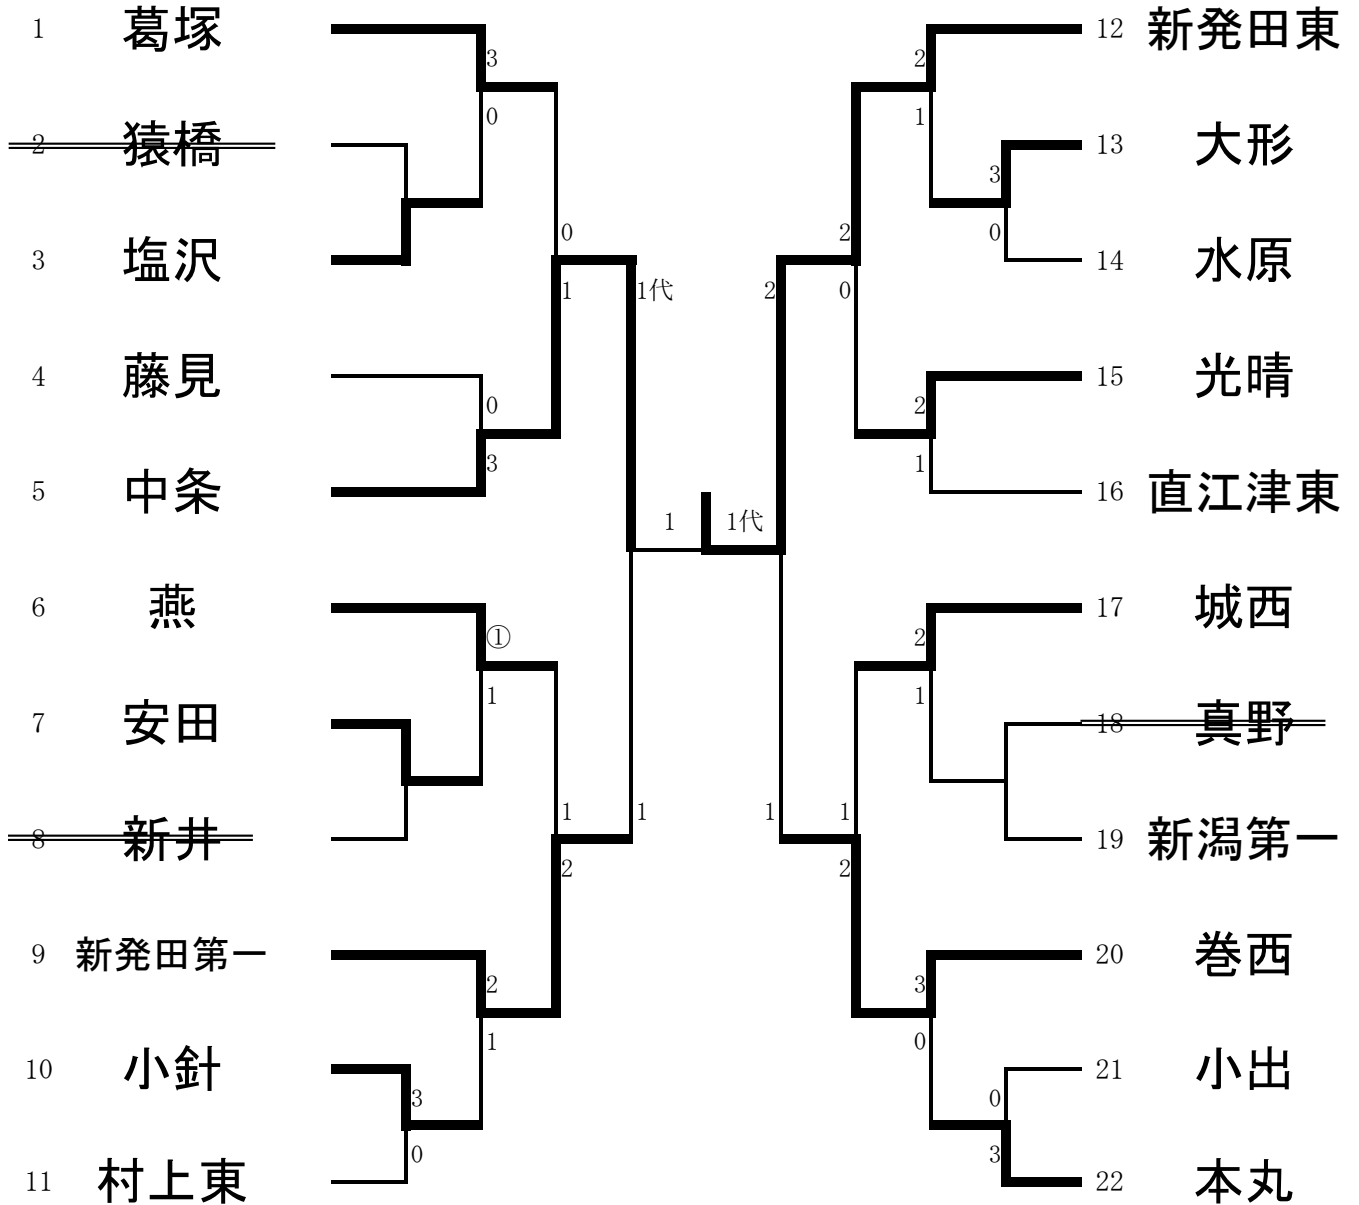 1 葛塚
2 猿橋
3 塩沢
4 藤見
5 中条
6 燕
7 安田
8 新井
9 新発田第一
10 小針
11 村上東
3
0
0
1
0
3
①
1
1
2
2
1
3
0
1代
1
1
1代
2
1
2
1
3
0
2
0
2
1
2
1
1
2
3
0
0
3
12 新発田東
13 大形
14 水原
15 光晴
16 直江津東
17 城西
18 真野
19 新潟第一
20 巻西
21 小出
22 本丸